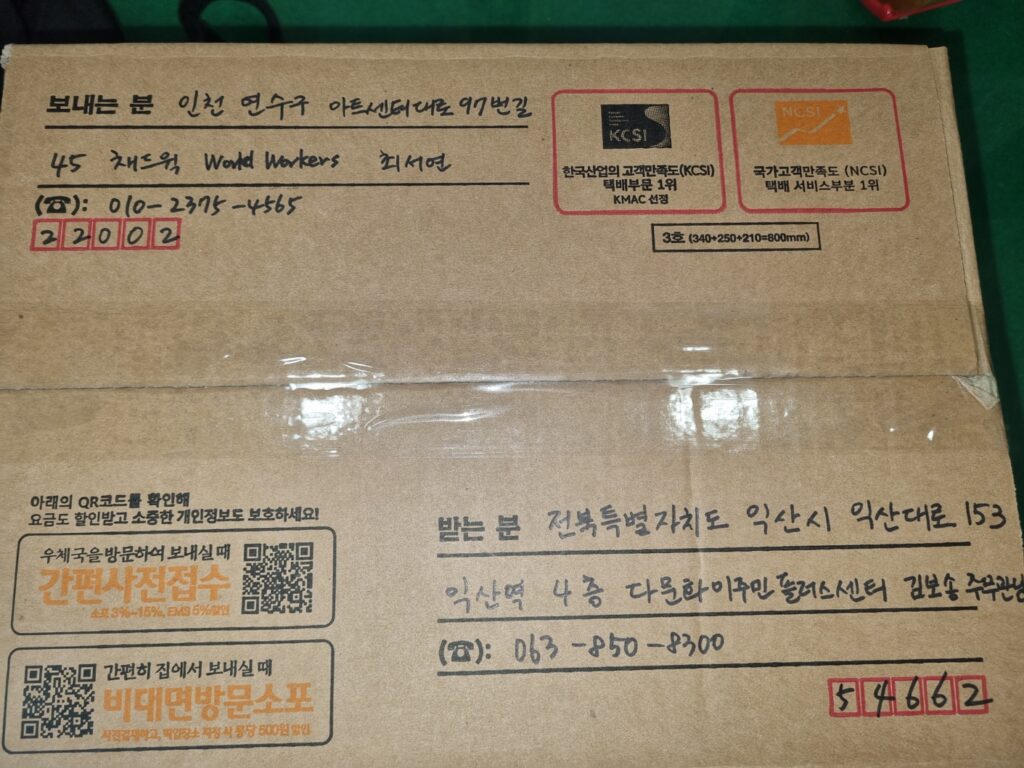 보내는 분 인천 연수구 아트센터대로 97번길
45 채드윅 World Workers 최서연
(☎): 010-2375-4565
22002
KCSI
한국산업의 고객만족도(KCSI)
택배부문 1위
KMAC 선정
NCSI
국가고객만족도 (NCSI)
택배 서비스부분 1위
3호 (340+250+210=800mm)
아래의 QR코드를 확인해
요금도 할인받고 소중한 개인정보도 보호하세요!
우체국을 방문하여 보내실 때
간편사전접수
소포 3%~15%, EMS 5%할인
간편히 집에서 보내실 때
비대면방문소포
받는 분 전북특별자치도 익산시 익산대로 153
익산역 4층 다문화이주민플러스센터 김보송 주무관님
(☎): 063-850-8300
54662